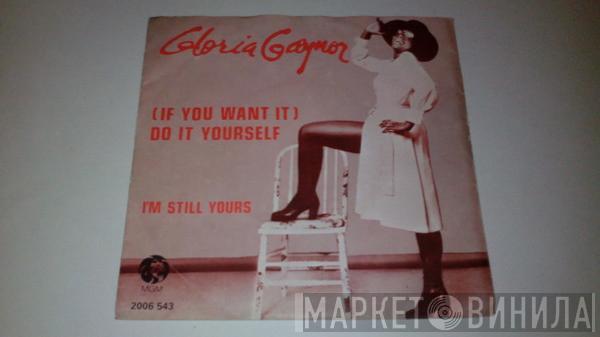 Gloria Gaynor
(IF YOU WANT IT)
DO IT YOURSELF
I'M STILL YOURS
MGM
2006 543
МАРКЕТ ВИНИЛА